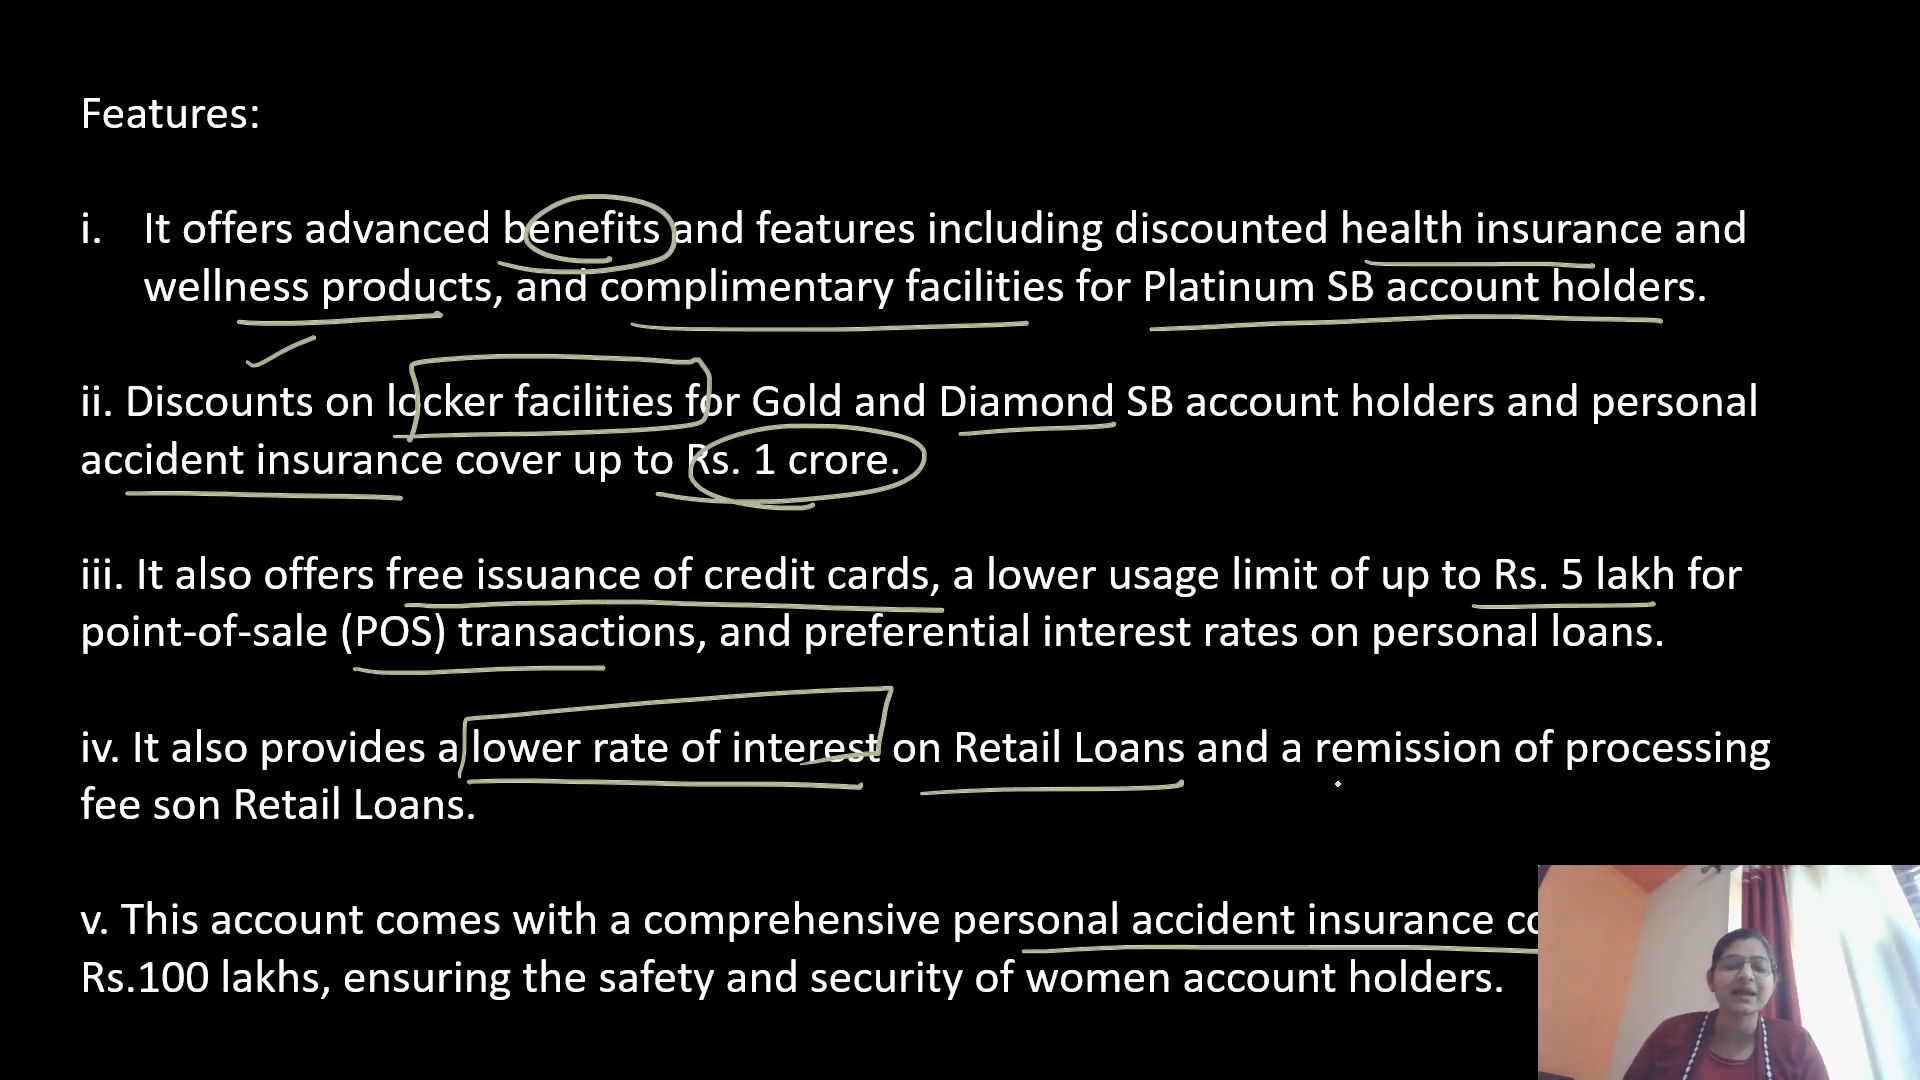 Features:
i. It offers advanced benefits and features including discounted health insurance and
wellness products, and complimentary facilities for Platinum SB account holders.
ii. Discounts on locker facilities for Gold and Diamond SB account holders and personal
accident insurance cover up to Rs. 1 crore.
iii. It also offers free issuance of credit cards, a lower usage limit of up to Rs. 5 lakh for
point-of-sale (POS) transactions, and preferential interest rates on personal loans.
iv. It also provides a lower rate of interest on Retail Loans and a remission of processing
fee son Retail Loans.
v. This account comes with a comprehensive personal accident insurance
Rs.100 lakhs, ensuring the safety and security of women account holders.